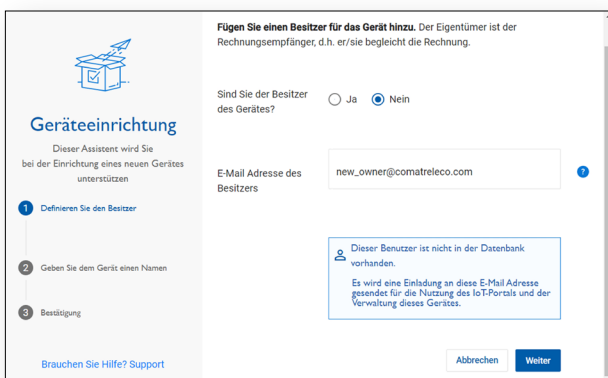 Geräteeinrichtung
Dieser Assistent wird Sie
bei der Einrichtung eines neuen Gerätes
unterstützen
1 Definieren Sie den Besitzer
2 Geben Sie dem Gerät einen Namen
3 Bestätigung
Brauchen Sie Hilfe? Support
Fügen Sie einen Besitzer für das Gerät hinzu. Der Eigentümer ist der
Rechnungsempfänger, d.h. er/sie begleicht die Rechnung.
Sind Sie der Besitzer
des Gerätes?
Ja Nein
E-Mail Adresse des
Besitzers
new_owner@comatreleco.com
?
Dieser Benutzer ist nicht in der Datenbank
vorhanden.
Es wird eine Einladung an diese E-Mail Adresse
gesendet für die Nutzung des IoT-Portals und der
Verwaltung dieses Gerätes.
Abbrechen Weiter